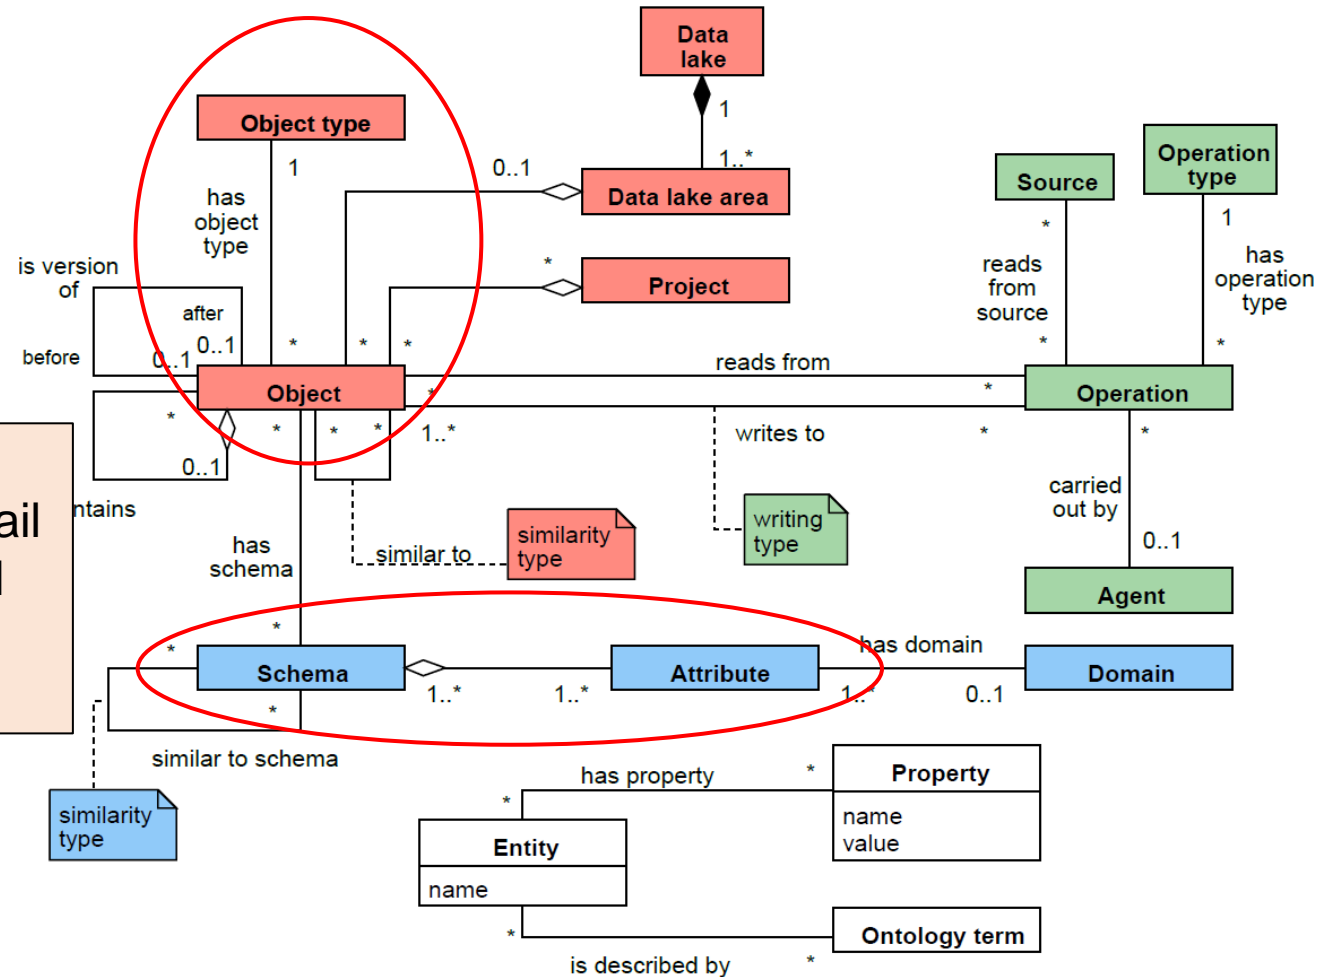 Data
lake
1
1..*
Object type
1
has
object
type
0..1
Data lake area
*
Project
Source
Operation
type
*
1
reads
from
source
has
operation
type
*
*
is version
of
after
before
0..1
0..1
*
*
*
Object
reads from
*
*
Operation
*
0..1
ntains
*
*
*
1..*
writes to
*
*
ail
similar to
similarity
type
writing
type
carried
out by
0..1
Agent
has
schema
*
*
Schema
1..*
1..*
Attribute
has domain
1..*
0..1
Domain
*
similar to schema
similarity
type
has property
*
*
Property
name
value
Entity
name
*
is described by
*
Ontology term